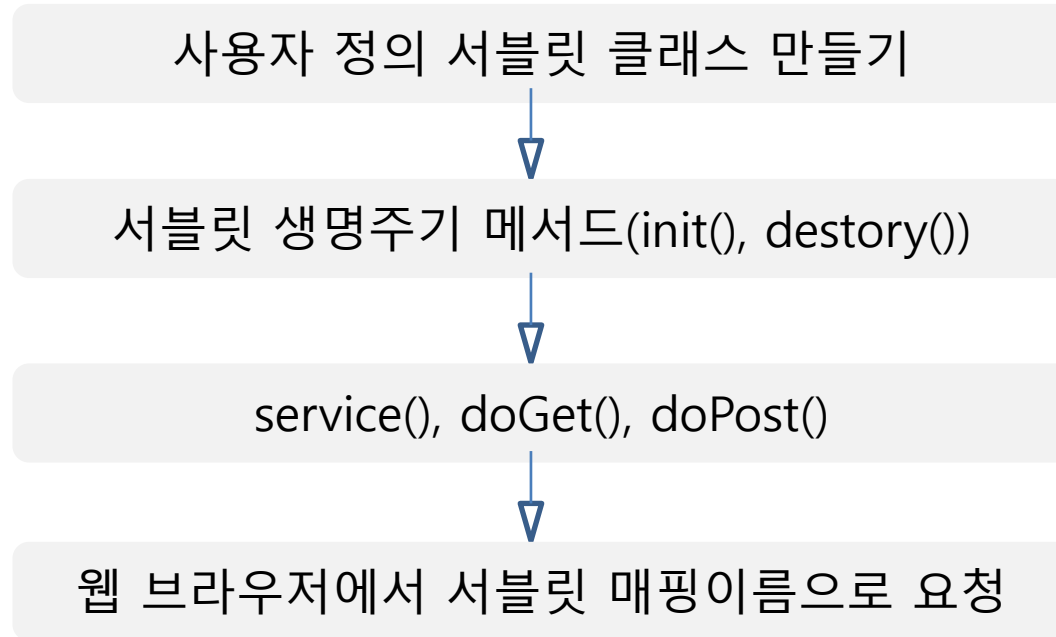 사용자 정의 서블릿 클래스 만들기
서블릿 생명주기 메서드(init(), destory())
service(), doGet(), doPost()
웹 브라우저에서 서블릿 매핑이름으로 요청